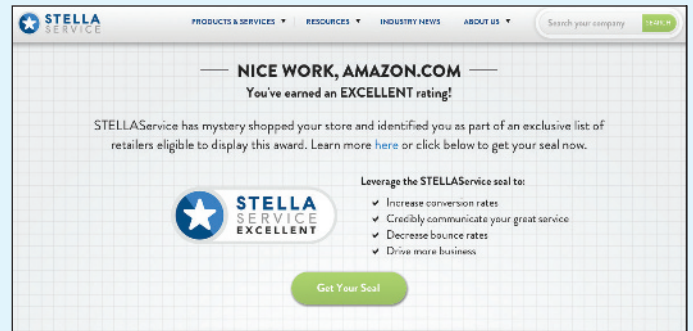 STELLA
SERVICE
PRODUCTS & SERVICES ▼ RESOURCES ▼ INDUSTRY NEWS ABOUT US ▼ Search your company SEARCH
NICE WORK, AMAZON.COM
You've earned an EXCELLENT rating!
STELLAService has mystery shopped your store and identified you as part of an exclusive list of
retailers eligible to display this award. Learn more here or click below to get your seal now.
STELLA
SERVICE
EXCELLENT
Leverage the STELLAService seal to:
✔ Increase conversion rates
✔ Credibly communicate your great service
✔ Decrease bounce rates
✔ Drive more business
Get Your Seal